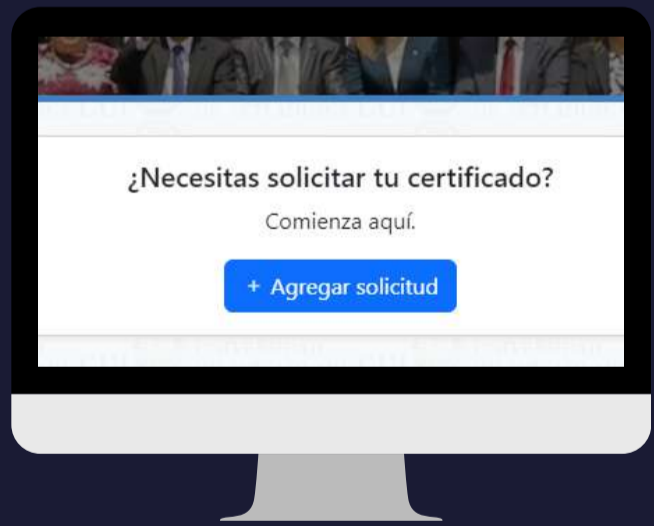 ¿Necesitas solicitar tu certificado?
Comienza aquí.
+ Agregar solicitud